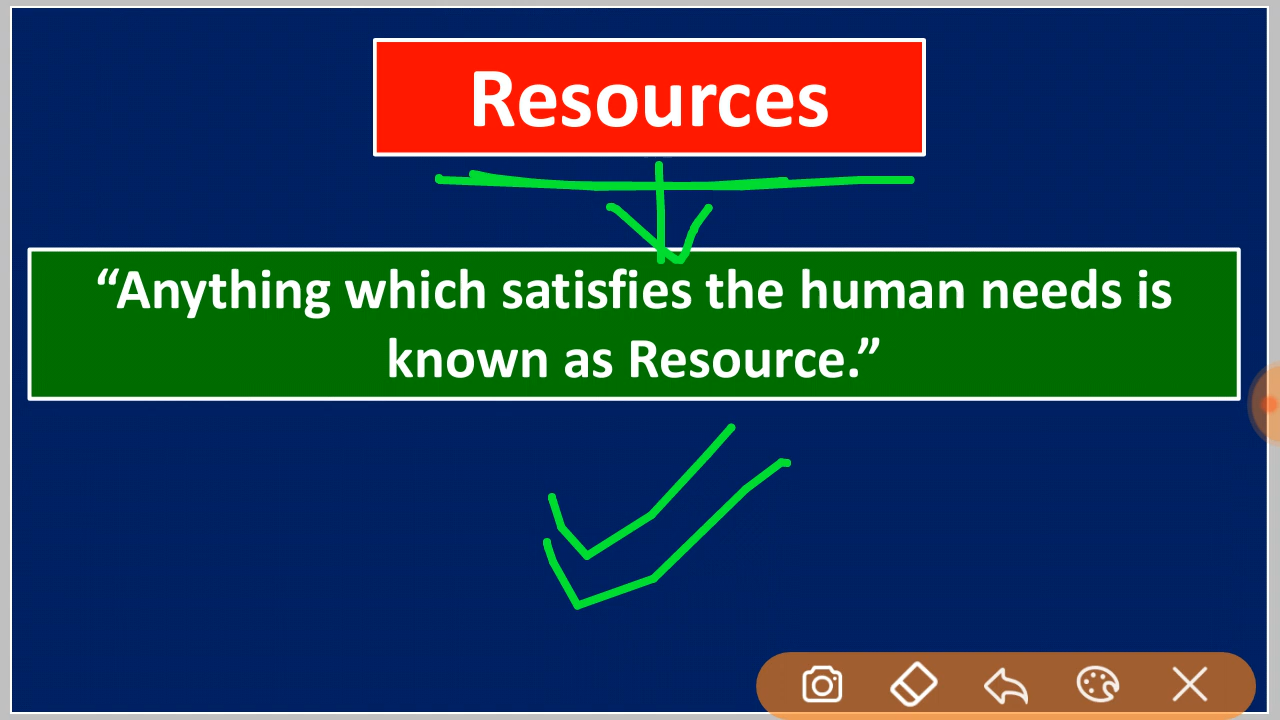 Resources
“Anything which satisfies the human needs is
known as Resource.”